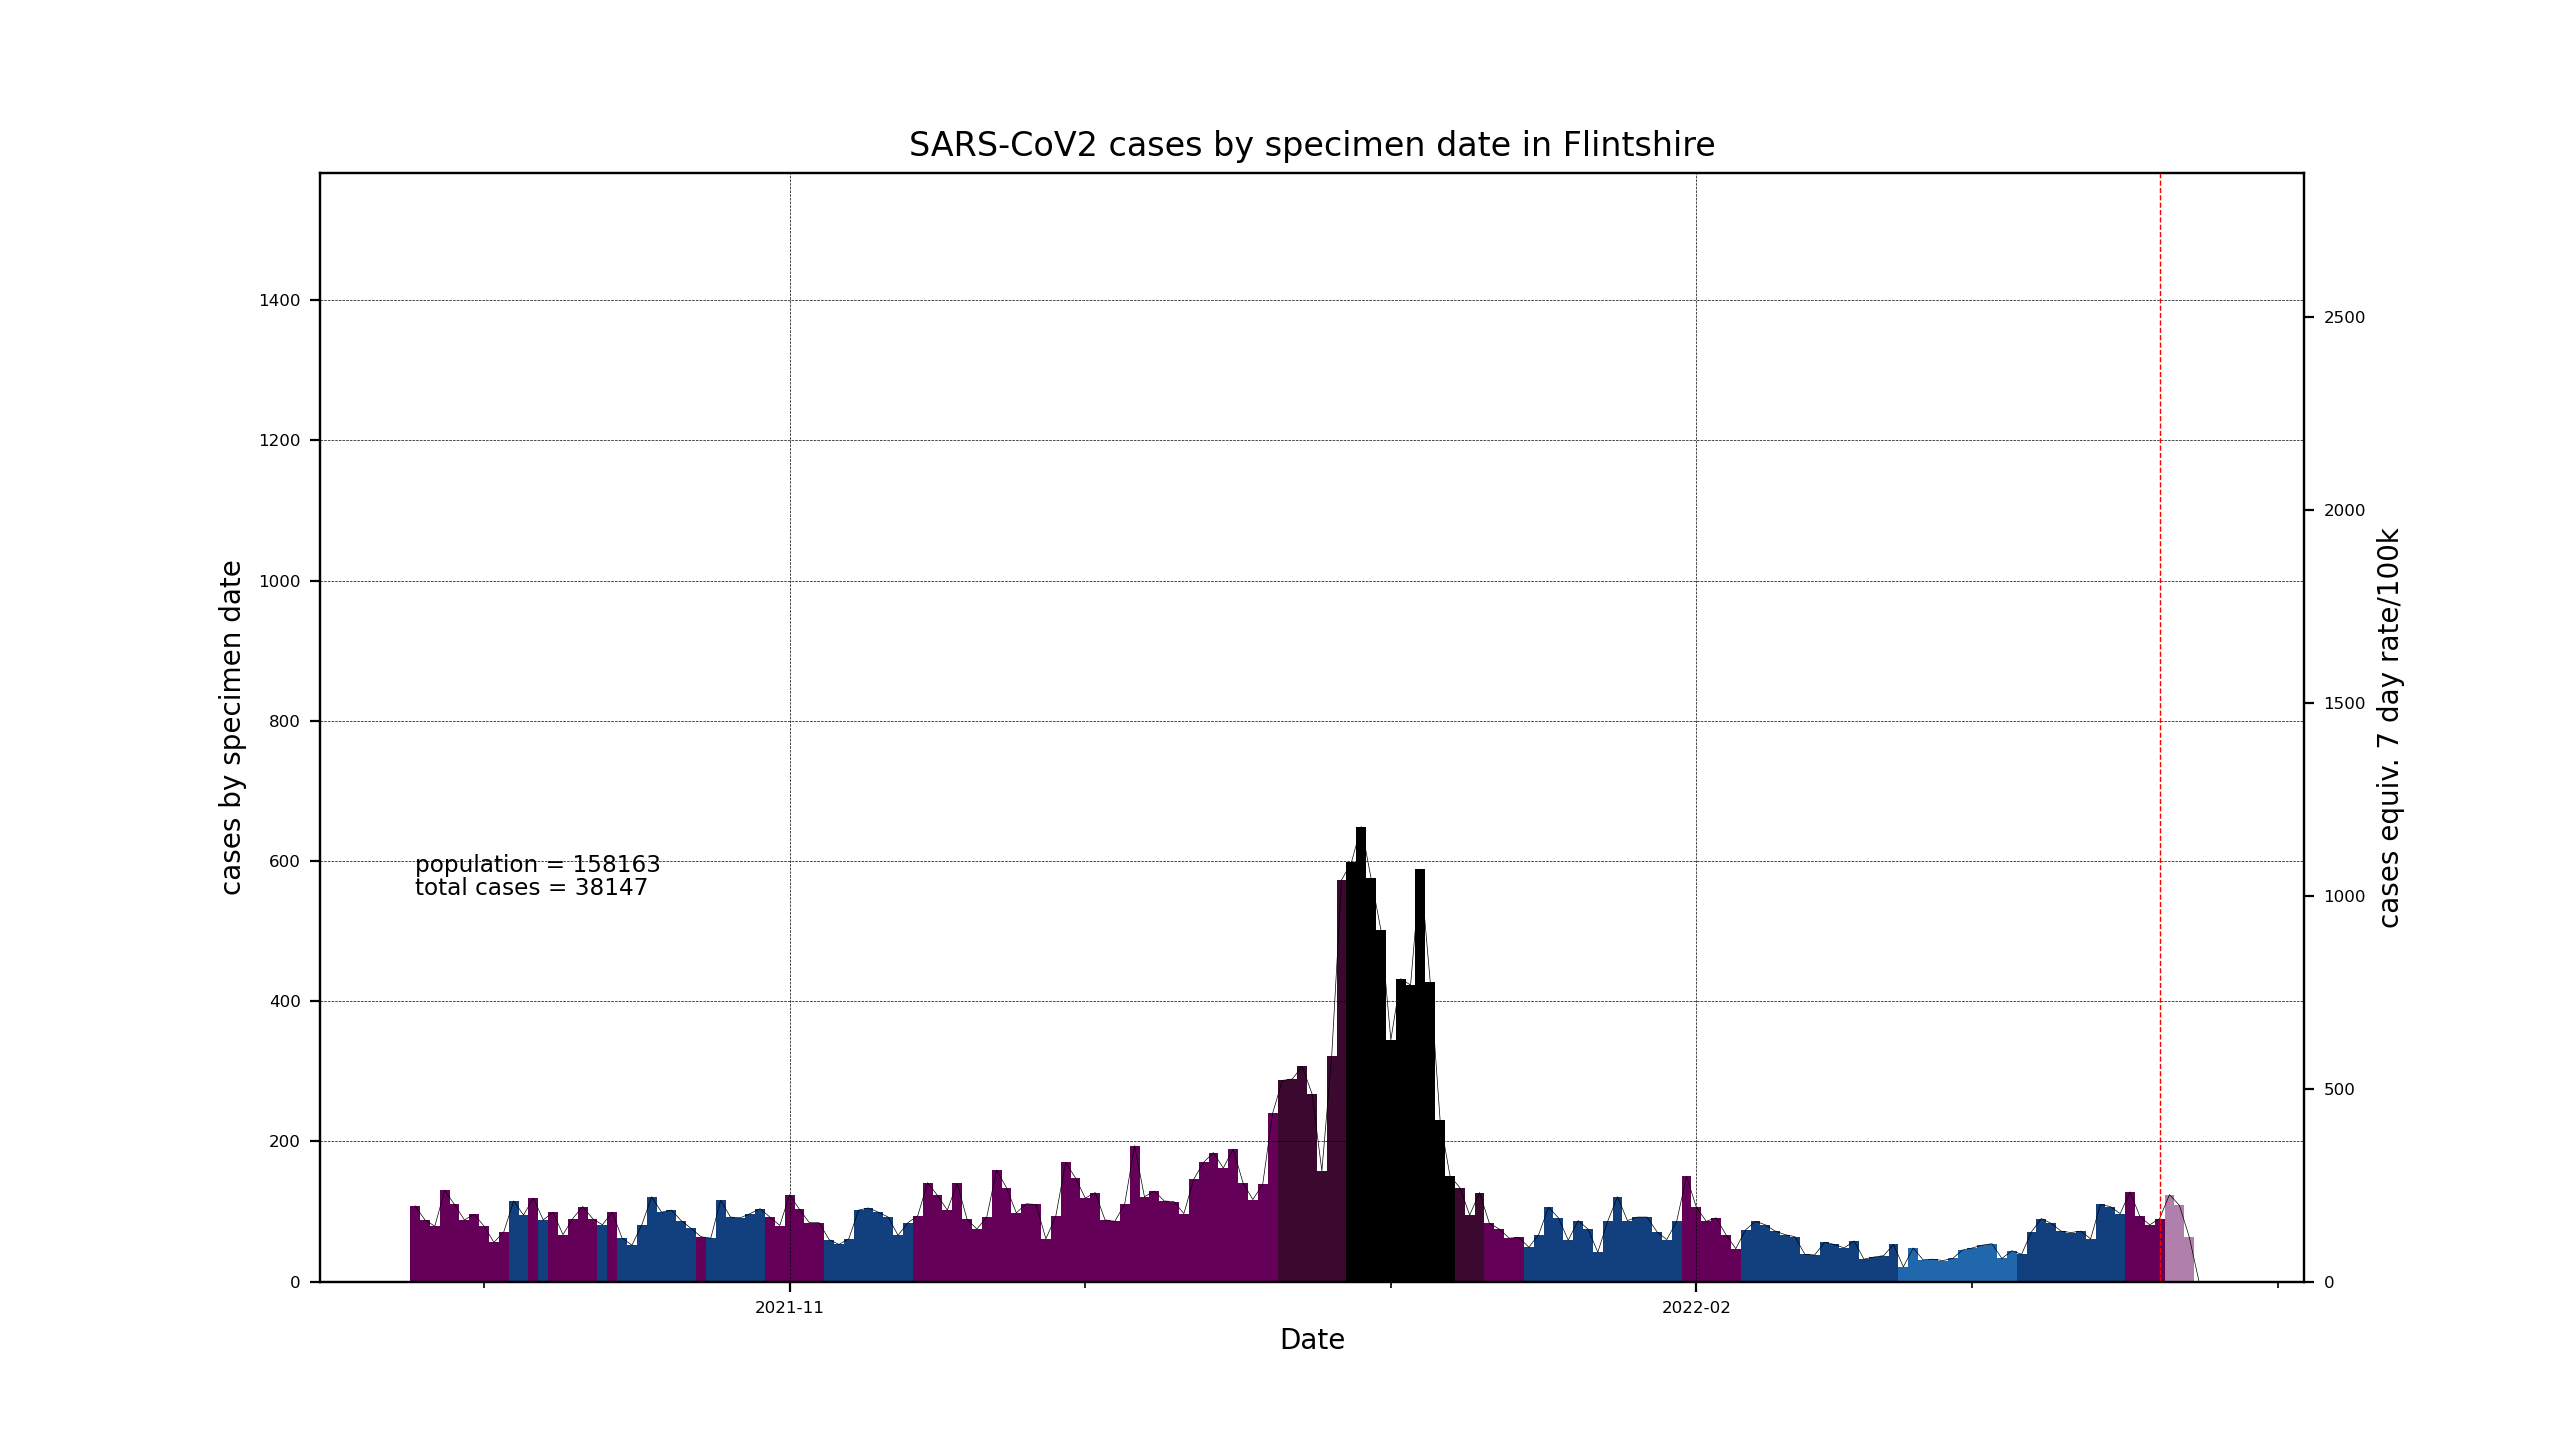 SARS-CoV2 cases by specimen date in Flintshire
cases by specimen date
1400
1200
1000
800
600
400
200
0
population = 158163
total cases = 38147
2500
2000
1500
1000
500
0
cases equiv. 7 day rate/100k
2021-11
2022-02
Date